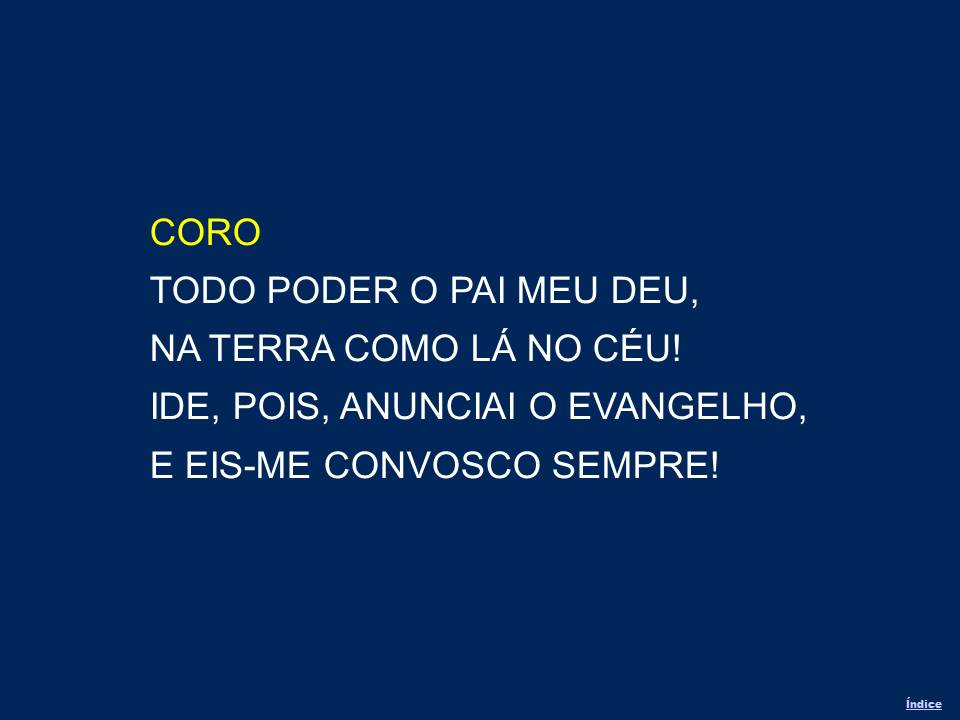 CORO
TODO PODER O PAI MEU DEU,
NA TERRA COMO LÁ NO CÉU!
IDE, POIS, ANUNCIAI O EVANGELHO,
E EIS-ME CONVOSCO SEMPRE!
Índice